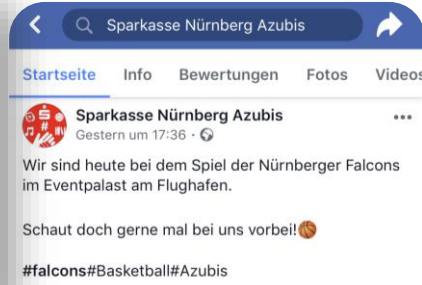 Sparkasse Nürnberg Azubis
Startseite Info Bewertungen Fotos Videos
Sparkasse Nürnberg Azubis
Gestern um 17:36 ·
Wir sind heute bei dem Spiel der Nürnberger Falcons
im Eventpalast am Flughafen.
Schaut doch gerne mal bei uns vorbei!🏀
#falcons#Basketball#Azubis